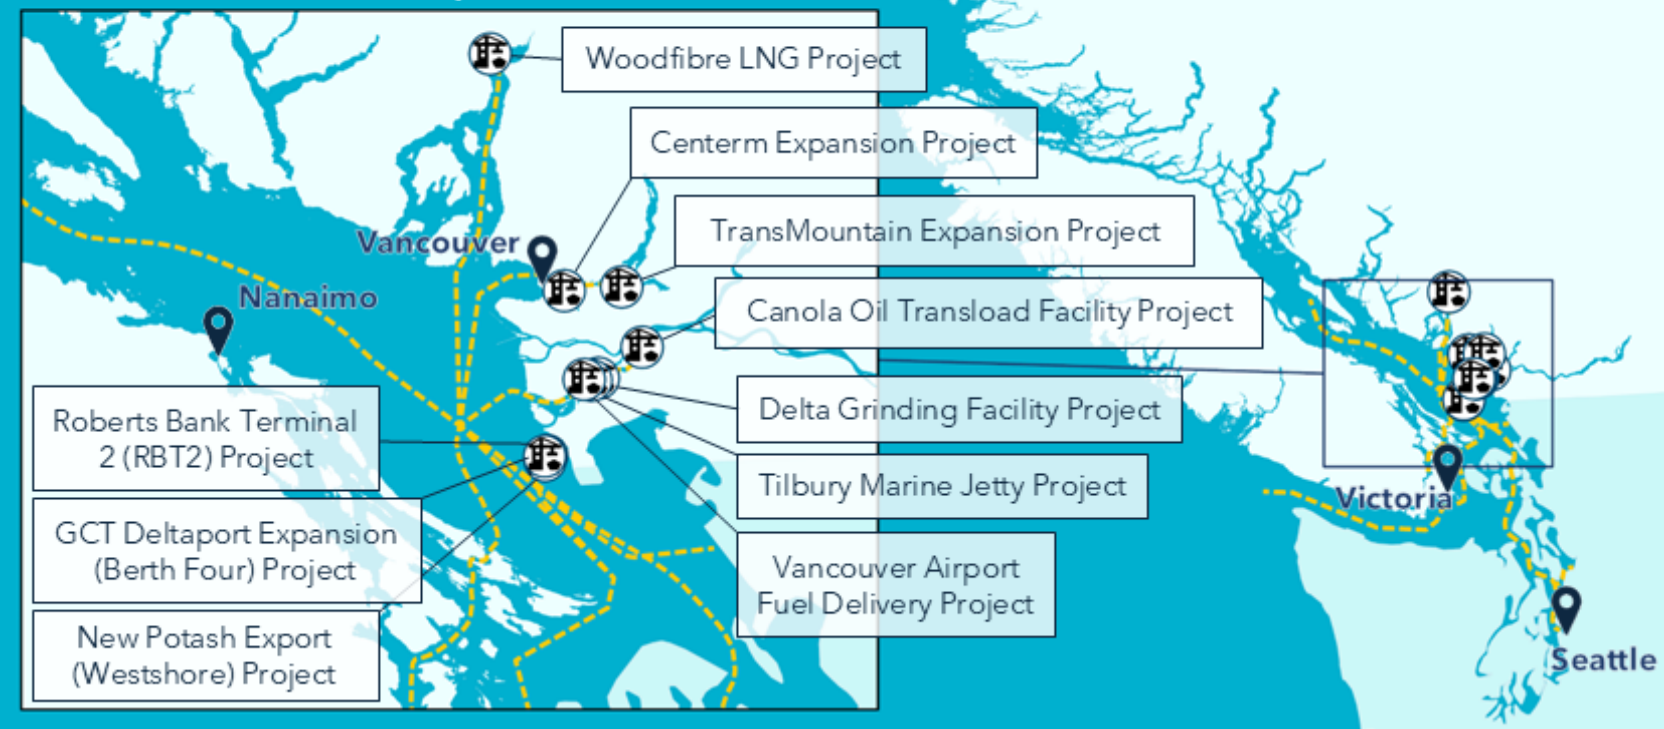 Woodfibre LNG Project
Centerm Expansion Project
TransMountain Expansion Project
Vancouver
Nanaimo
Canola Oil Transload Facility Project
Delta Grinding Facility Project
Roberts Bank Terminal
2 (RBT2) Project
Tilbury Marine Jetty Project
GCT Deltaport Expansion
(Berth Four) Project
Vancouver Airport
Fuel Delivery Project
New Potash Export
(Westshore) Project
Victoria
Seattle